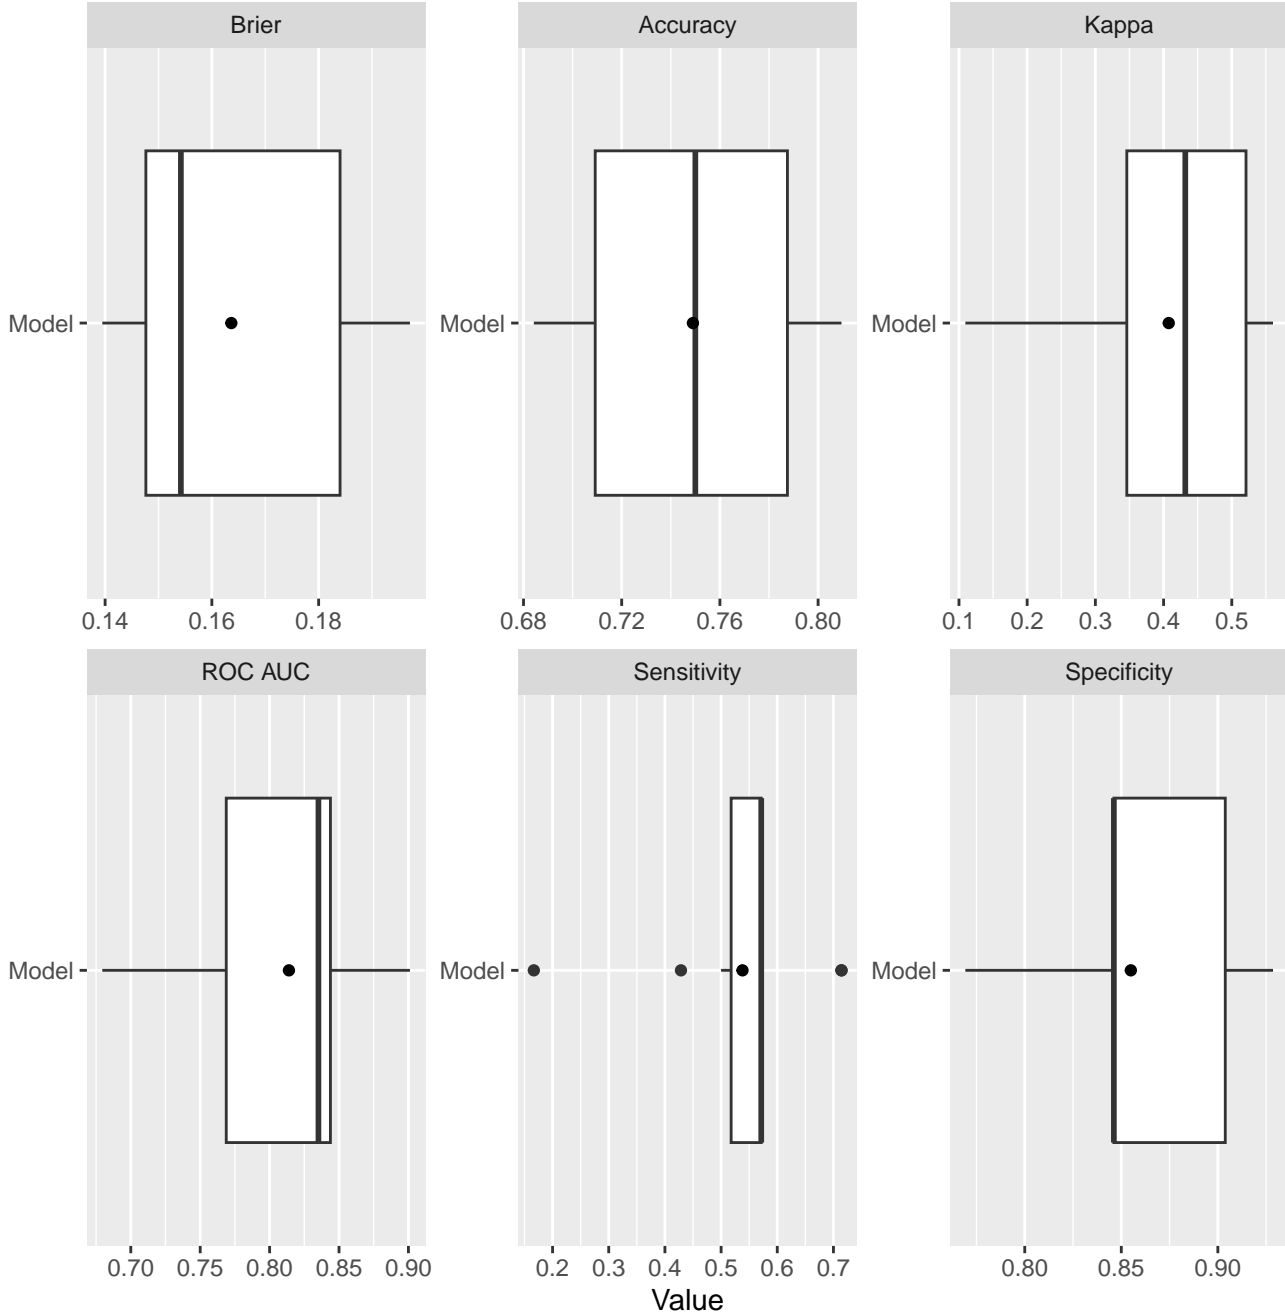 Brier Accuracy Kappa
Model Model Model
0.14 0.16 0.18 0.68 0.72 0.76 0.80 0.1 0.2 0.3 0.4 0.5
ROC AUC Sensitivity Specificity
Model Model Model
0.70 0.75 0.80 0.85 0.90 0.2 0.3 0.4 0.5 0.6 0.7 0.80 0.85 0.90
Value